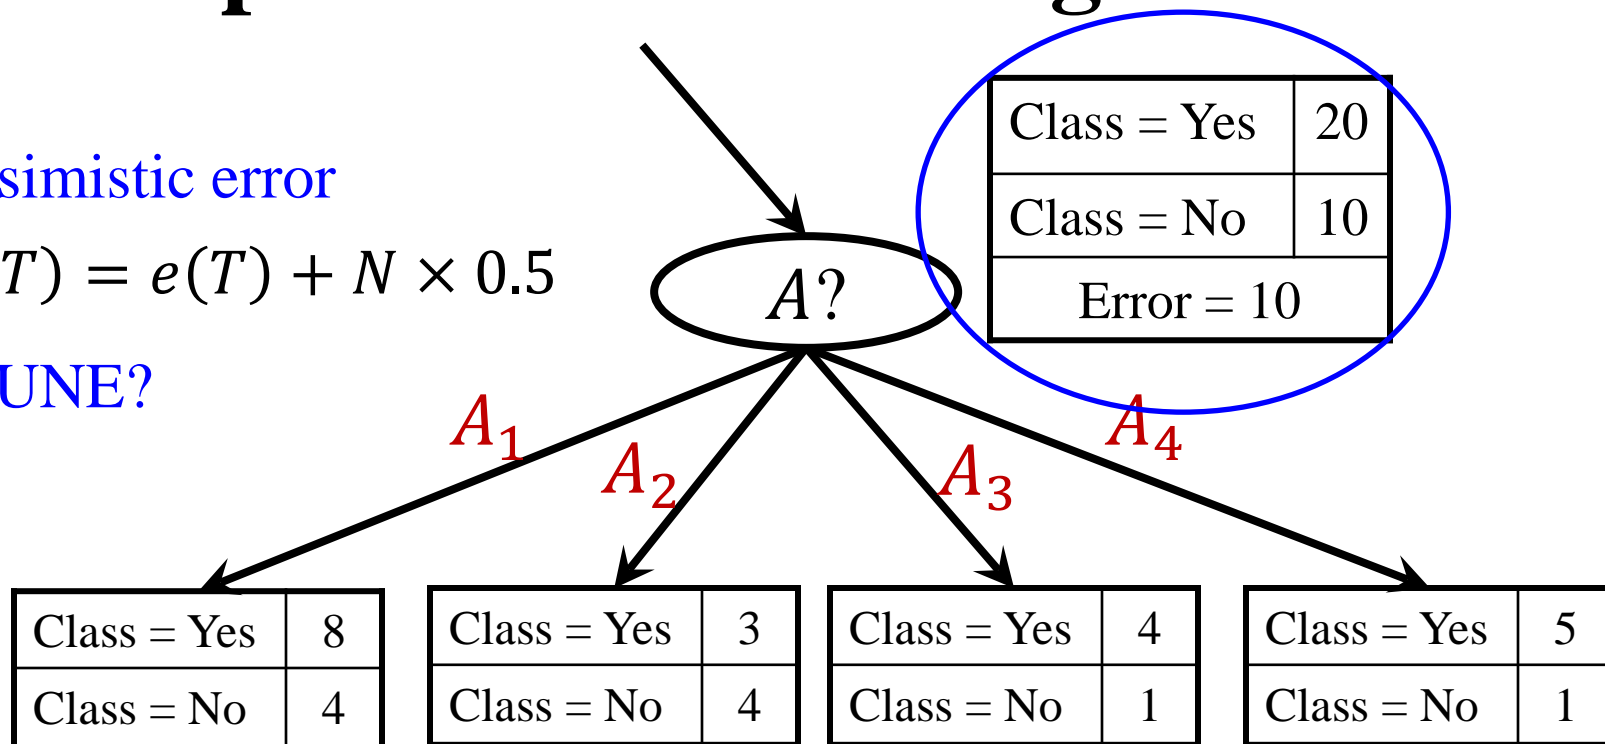 simistic error
T) = e(T) + N × 0.5
UNE?
A?
Class = Yes 20
Class = No 10
Error = 10
A₁
A₂
A₃
A₄
Class = Yes 8
Class = No 4
Class = Yes 3
Class = No 4
Class = Yes 4
Class = No 1
Class = Yes 5
Class = No 1